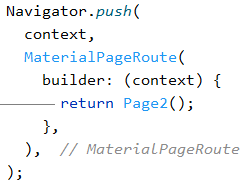 Navigator.push(
  context,
  MaterialPageRoute(
    builder: (context) {
      return Page2();
    },
  ), // MaterialPageRoute
);